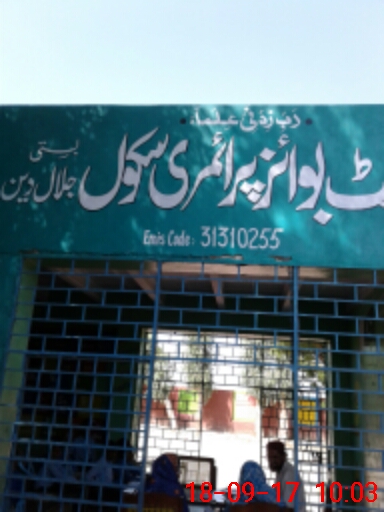 رَبِّ زِدْنِي عِلْمًا
ٹ بوائز پرائمری سکول بستی جلال دین
Emis Code: 31310255
18-09-17 10:03